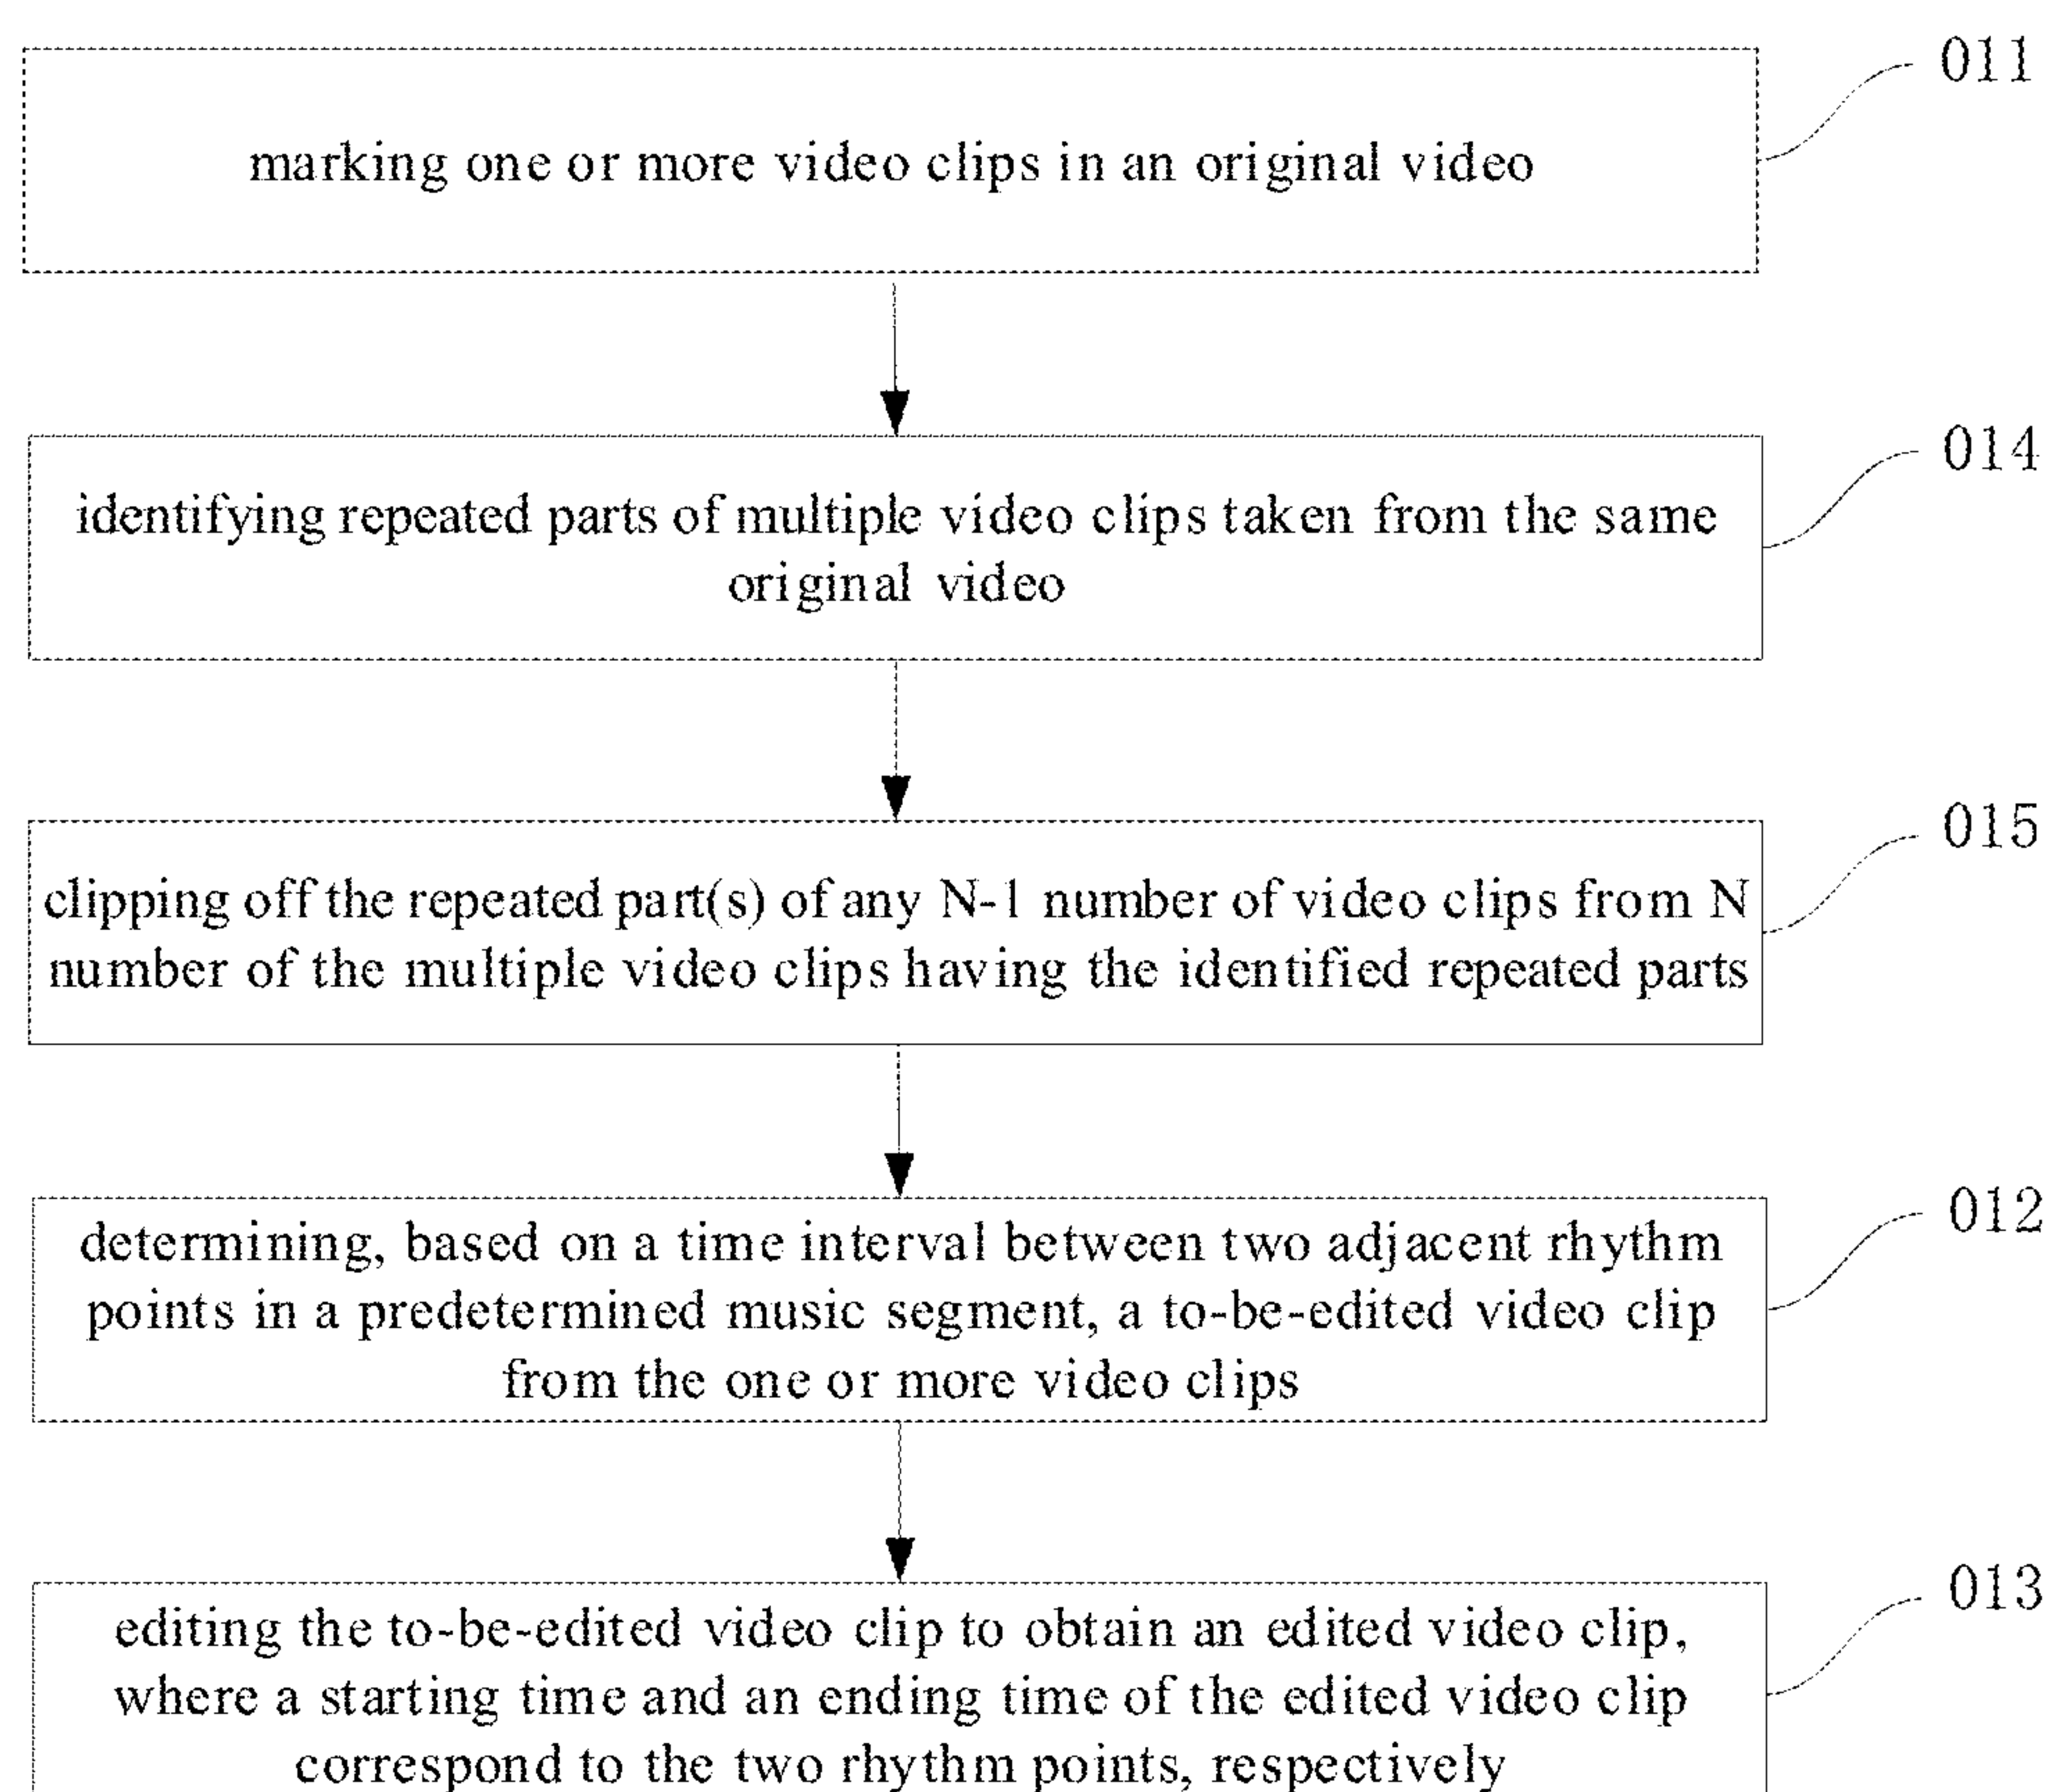 011
marking one or more video clips in an original video
014
identifying repeated parts of multiple video clips taken from the same
original video
015
clipping off the repeated part(s) of any N-1 number of video clips from N
number of the multiple video clips having the identified repeated parts
012
determining, based on a time interval between two adjacent rhythm
points in a predetermined music segment, a to-be-edited video clip
from the one or more video clips
013
editing the to-be-edited video clip to obtain an edited video clip,
where a starting time and an ending time of the edited video clip
correspond to the two rhythm points, respectively